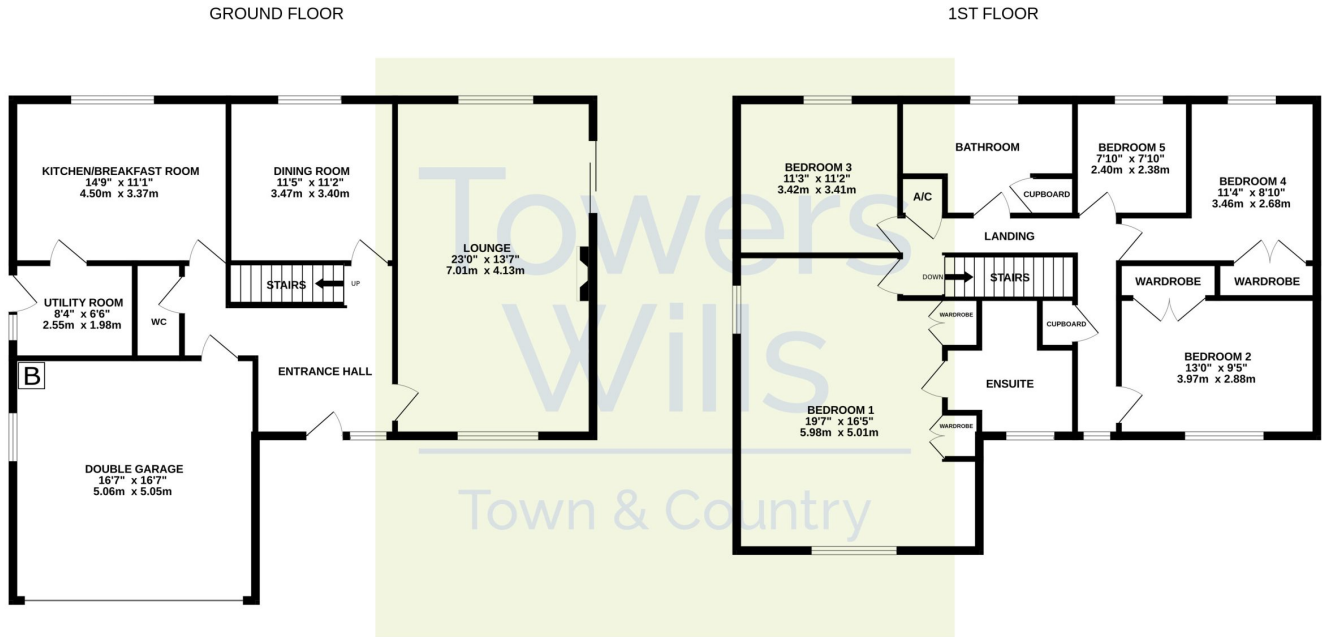 GROUND FLOOR
1ST FLOOR
KITCHEN/BREAKFAST ROOM
14'9" x 11'1"
4.50m x 3.37m
DINING ROOM
11'5" x 11'2"
3.47m x 3.40m
LOUNGE
23'0" x 13'7"
7.01m x 4.13m
STAIRS
UP
UTILITY ROOM
8'4" x 6'6"
2.55m x 1.98m
WC
B
ENTRANCE HALL
DOUBLE GARAGE
16'7" x 16'7"
5.06m x 5.05m
BEDROOM 3
11'3" x 11'2"
3.42m x 3.41m
BATHROOM
A/C
CUPBOARD
BEDROOM 5
7'10" x 7'10"
2.40m x 2.38m
BEDROOM 4
11'4" x 8'10"
3.46m x 2.68m
LANDING
DOWN
STAIRS
WARDROBE
WARDROBE
WARDROBE
CUPBOARD
BEDROOM 2
13'0" x 9'5"
3.97m x 2.88m
ENSUITE
BEDROOM 1
19'7" x 16'5"
5.98m x 5.01m
WARDROBE
Towers
Wills
Town & Country